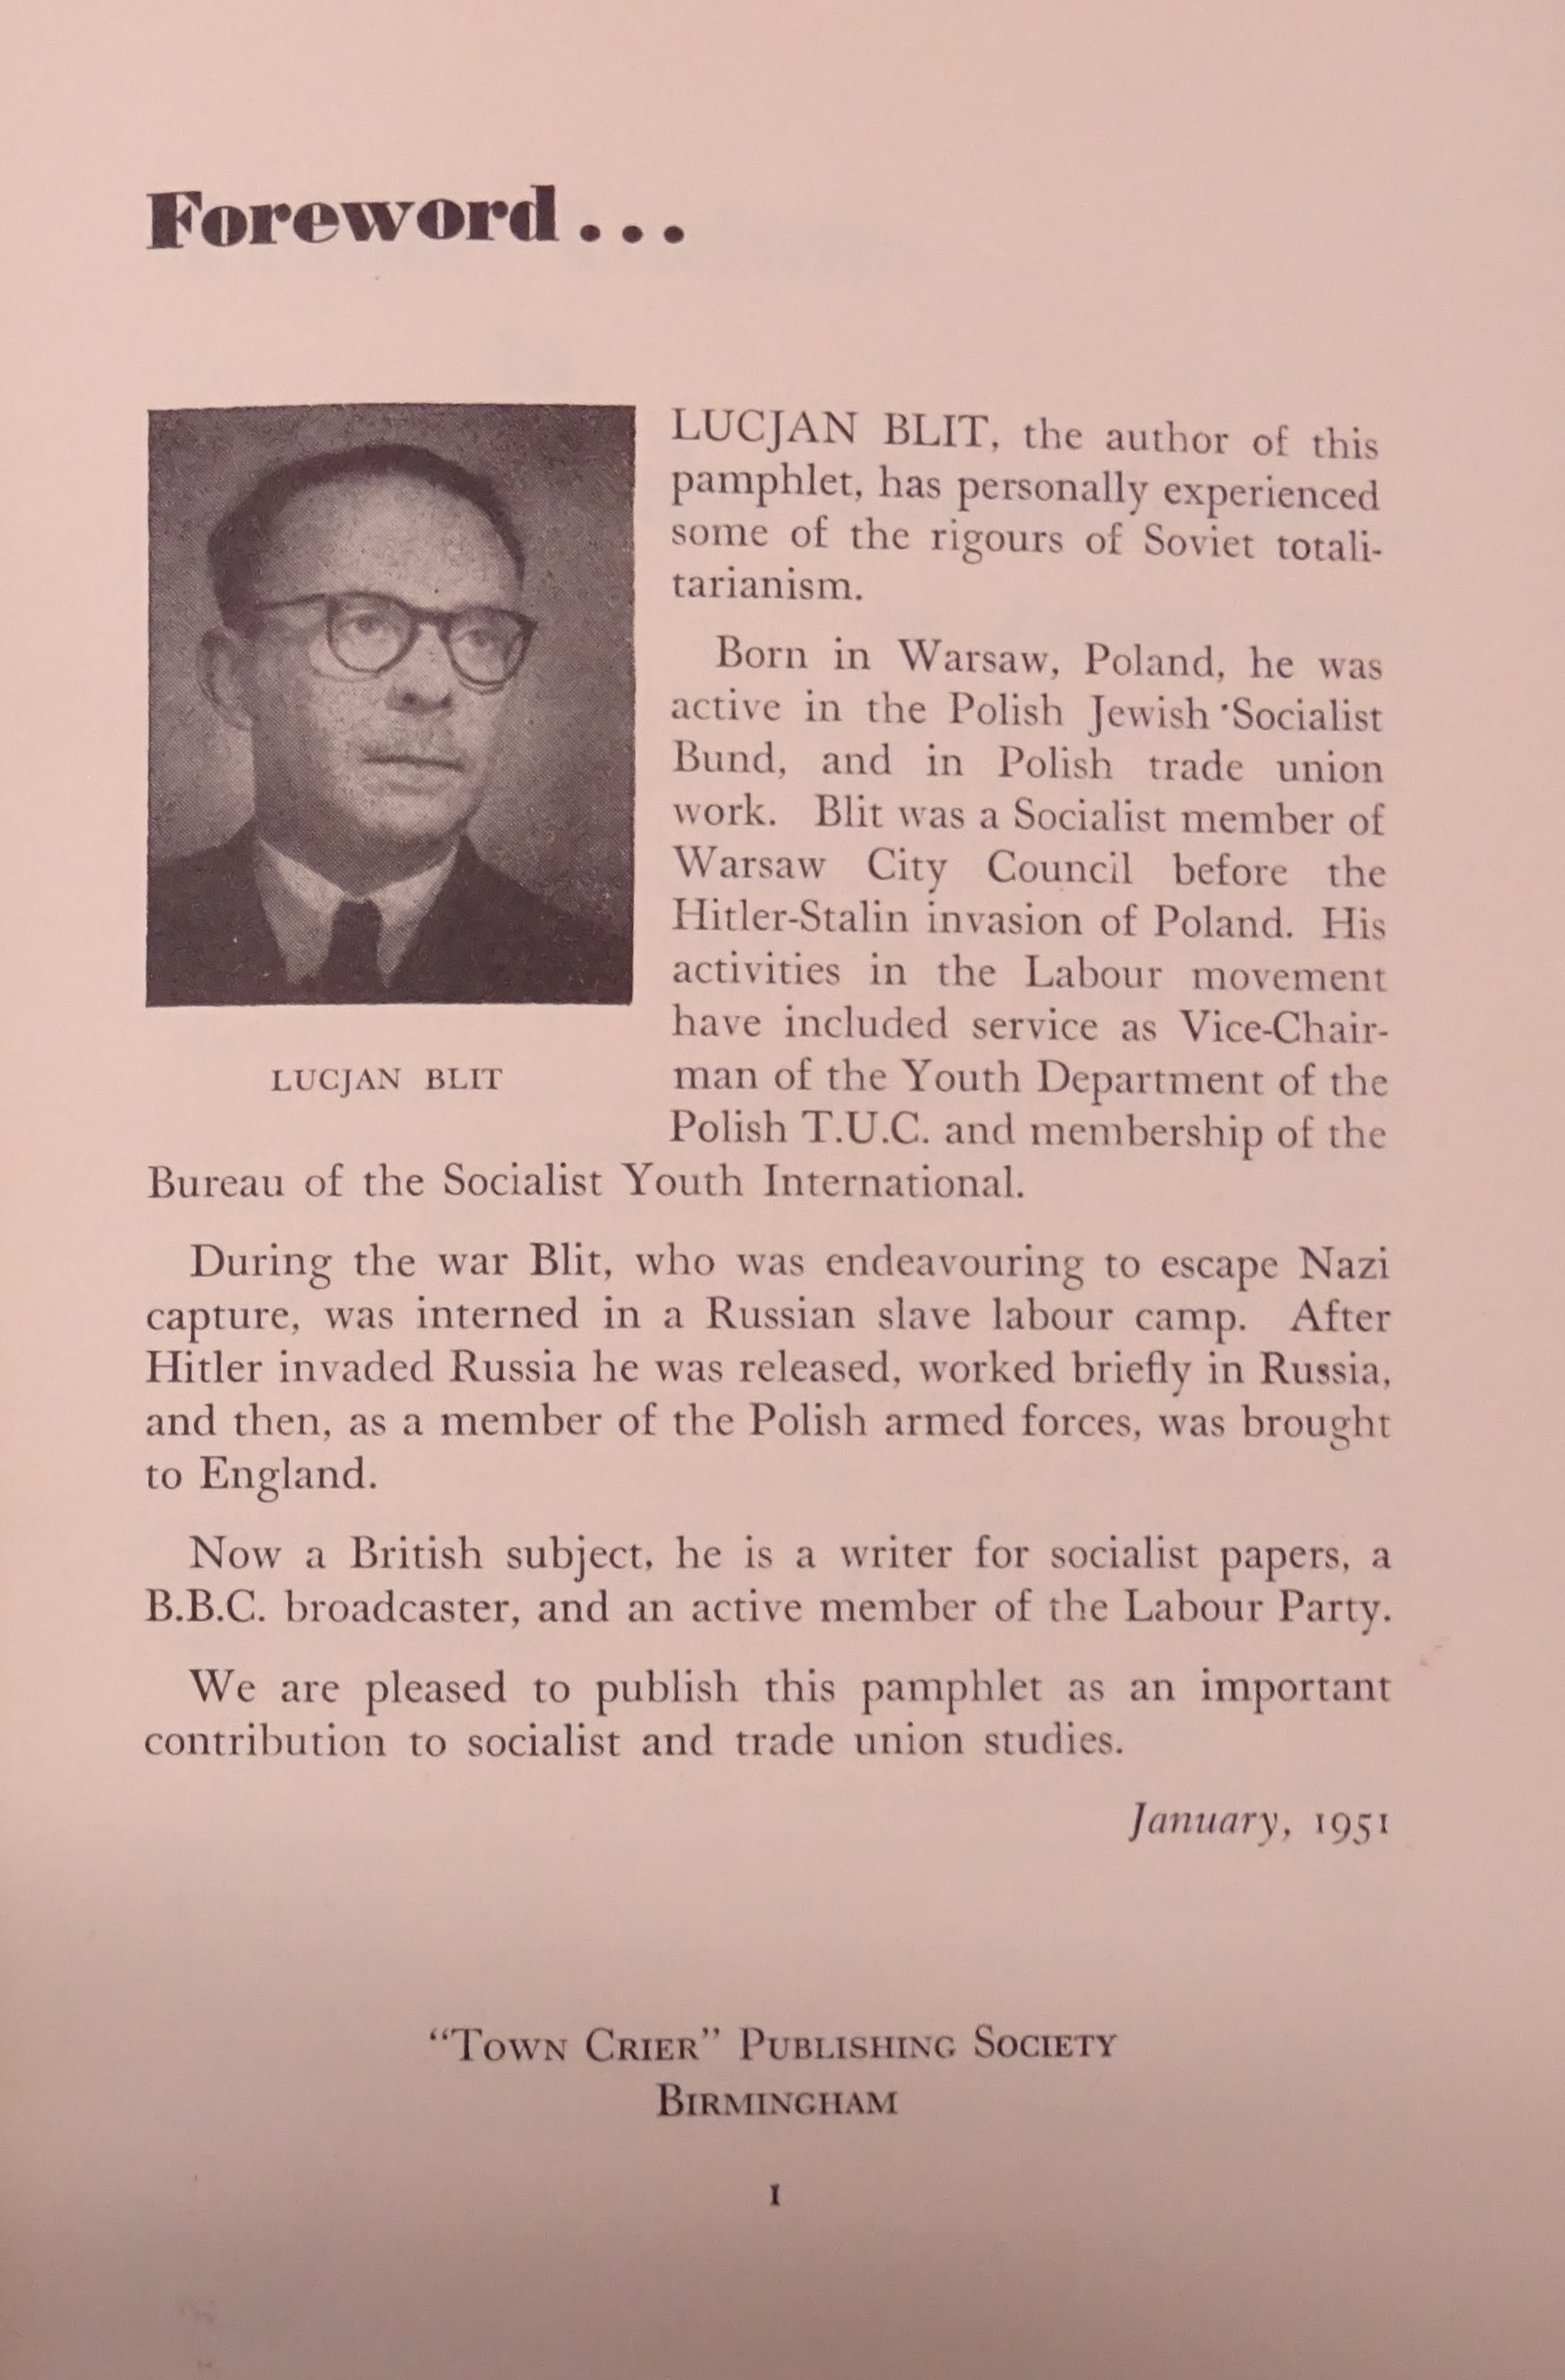 Foreword...
LUCJAN BLIT, the author of this
pamphlet, has personally experienced
some of the rigours of Soviet totali-
tarianism.
Born in Warsaw, Poland, he was
active in the Polish Jewish Socialist
Bund, and in Polish trade union
work. Blit was a Socialist member of
Warsaw City Council before the
Hitler-Stalin invasion of Poland. His
activities in the Labour movement
have included service as Vice-Chair-
man of the Youth Department of the
Polish T.U.C. and membership of the
LUCJAN BLIT
Bureau of the Socialist Youth International.
During the war Blit, who was endeavouring to escape Nazi
capture, was interned in a Russian slave labour camp. After
Hitler invaded Russia he was released, worked briefly in Russia,
and then, as a member of the Polish armed forces, was brought
to England.
Now a British subject, he is a writer for socialist papers, a
B.B.C. broadcaster, and an active member of the Labour Party.
We are pleased to publish this pamphlet as an important
contribution to socialist and trade union studies.
January, 1951
"TOWN CRIER" PUBLISHING SOCIETY
BIRMINGHAM
1